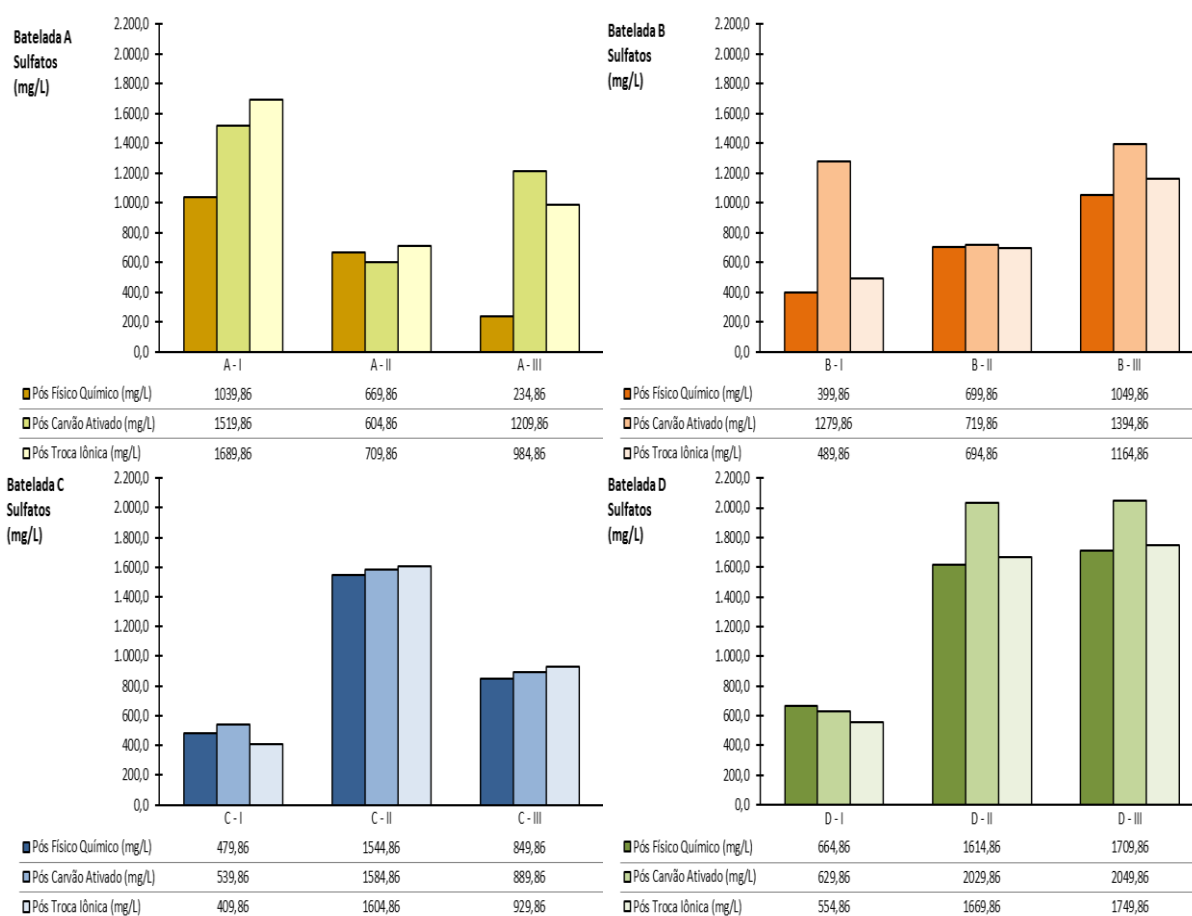 Batelada A
Sulfatos
(mg/L)
2.200,0
2.000,0
1.800,0
1.600,0
1.400,0
1.200,0
1.000,0
800,0
600,0
400,0
200,0
0,0
A - I A - II A - III
Pós Físico Químico (mg/L) 1039,86 669,86 234,86
Pós Carvão Ativado (mg/L) 1519,86 604,86 1209,86
Pós Troca Iônica (mg/L) 1689,86 709,86 984,86
Batelada B
Sulfatos
(mg/L)
2.200,0
2.000,0
1.800,0
1.600,0
1.400,0
1.200,0
1.000,0
800,0
600,0
400,0
200,0
0,0
B - I B - II B - III
Pós Físico Químico (mg/L) 399,86 699,86 1049,86
Pós Carvão Ativado (mg/L) 1279,86 719,86 1394,86
Pós Troca Iônica (mg/L) 489,86 694,86 1164,86
Batelada C
Sulfatos
(mg/L)
2.200,0
2.000,0
1.800,0
1.600,0
1.400,0
1.200,0
1.000,0
800,0
600,0
400,0
200,0
0,0
C - I C - II C - III
Pós Físico Químico (mg/L) 479,86 1544,86 849,86
Pós Carvão Ativado (mg/L) 539,86 1584,86 889,86
Pós Troca Iônica (mg/L) 409,86 1604,86 929,86
Batelada D
Sulfatos
(mg/L)
2.200,0
2.000,0
1.800,0
1.600,0
1.400,0
1.200,0
1.000,0
800,0
600,0
400,0
200,0
0,0
D - I D - II D - III
Pós Físico Químico (mg/L) 664,86 1614,86 1709,86
Pós Carvão Ativado (mg/L) 629,86 2029,86 2049,86
Pós Troca Iônica (mg/L) 554,86 1669,86 1749,86